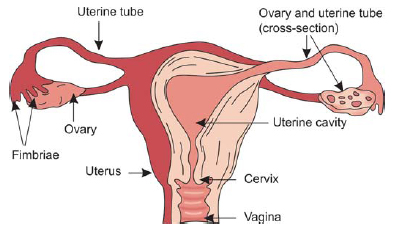 Uterine tube
Ovary and uterine tube
(cross-section)
Ovary
Uterine cavity
Fimbriae
Uterus
Cervix
Vagina